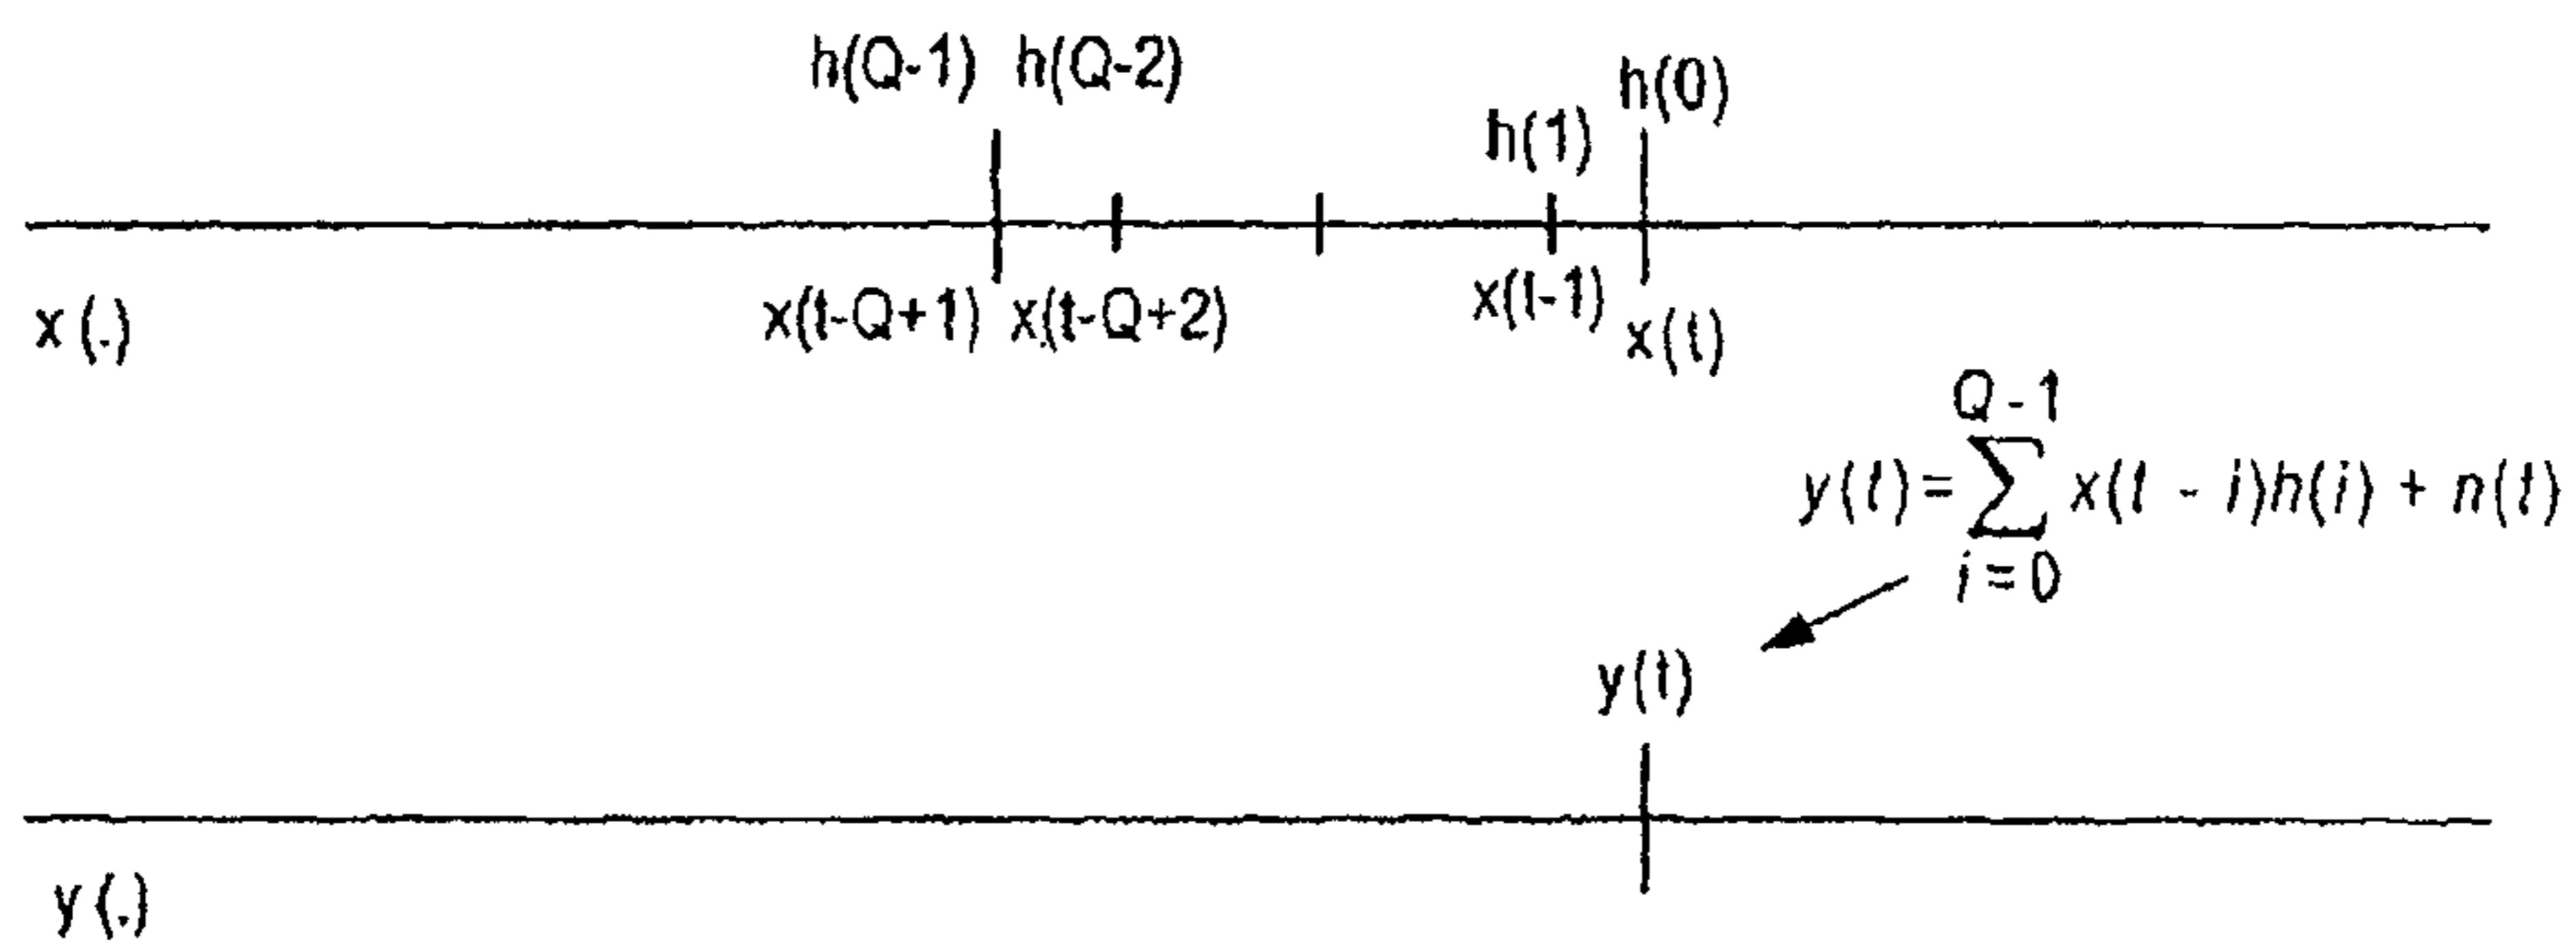 h(Q-1) h(Q-2) h(1) h(0)
x(t-Q+1) x(t-Q+2) x(t-1) x(t)
x(.)
Q-1
y(t)=∑ x(t - i)h(i) + n(t)
i=0
y(t)
y(.)